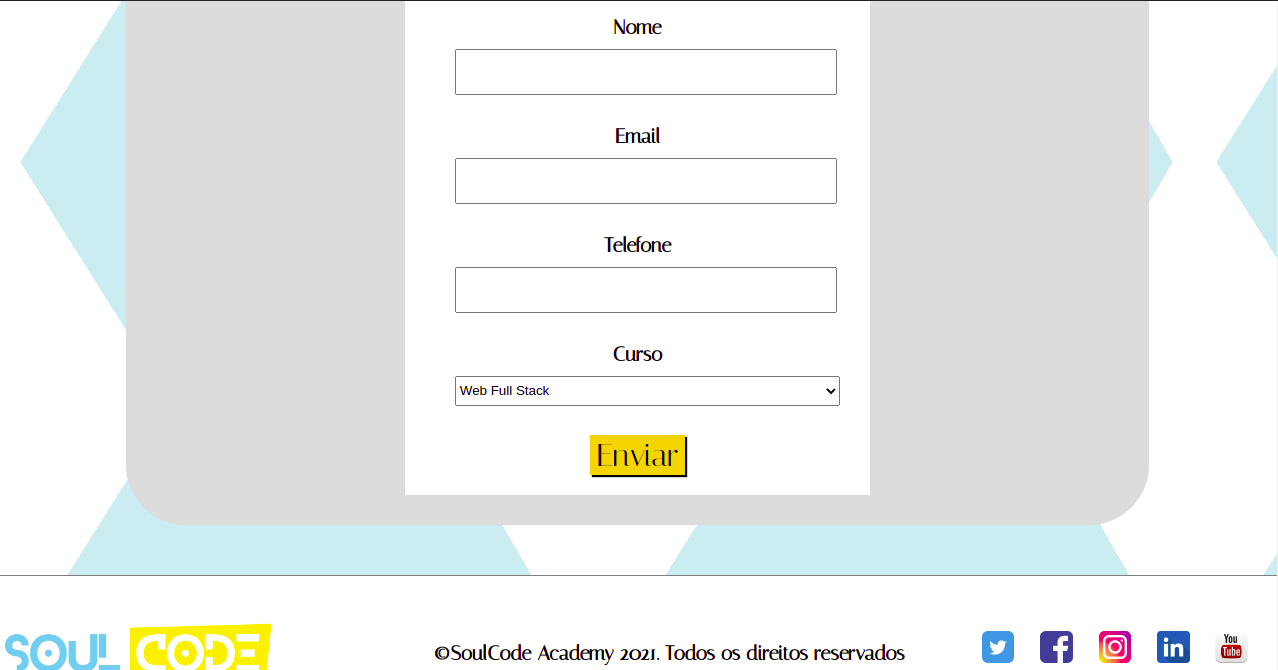 Nome
Email
Telefone
Curso
Web Full Stack
Enviar
SOUL CODE
©SoulCode Academy 2021. Todos os direitos reservados
in
You
Tube